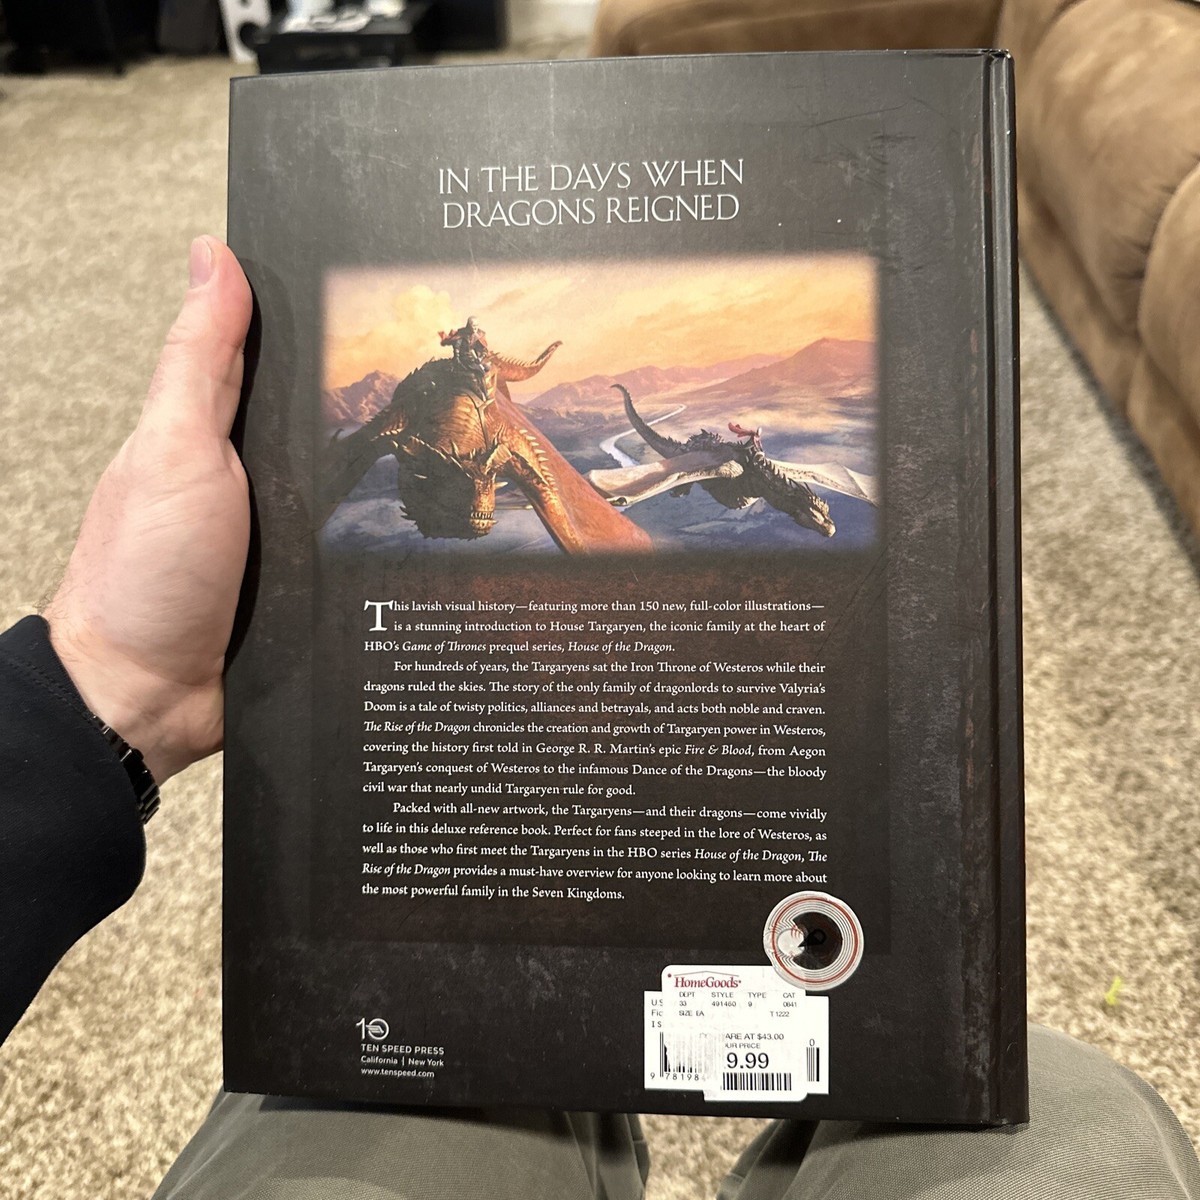 IN THE DAYS WHEN
DRAGONS REIGNED
This lavish visual history—featuring more than 150 new, full-color illustrations—
is a stunning introduction to House Targaryen, the iconic family at the heart of
HBO's Game of Thrones prequel series, House of the Dragon.
For hundreds of years, the Targaryens sat the Iron Throne of Westeros while their
dragons ruled the skies. The story of the only family of dragonlords to survive Valyria's
Doom is a tale of twisty politics, alliances and betrayals, and acts both noble and craven.
The Rise of the Dragon chronicles the creation and growth of Targaryen power in Westeros,
covering the history first told in George R. R. Martin's epic Fire & Blood, from Aegon
Targaryen's conquest of Westeros to the infamous Dance of the Dragons—the bloody
civil war that nearly undid Targaryen rule for good.
Packed with all-new artwork, the Targaryens—and their dragons—come vividly
to life in this deluxe reference book. Perfect for fans steeped in the lore of Westeros, as
well as those who first meet the Targaryens in the HBO series House of the Dragon, The
Rise of the Dragon provides a must-have overview for anyone looking to learn more about
the most powerful family in the Seven Kingdoms.
HomeGoods
DEPT STYLE TYPE CAT
33 491460 9 0641
SIZE EA T1222
ARE AT $43.00
UR PRICE
9.99
0
9 78198
10
TEN SPEED PRESS
California | New York
www.tenspeed.com